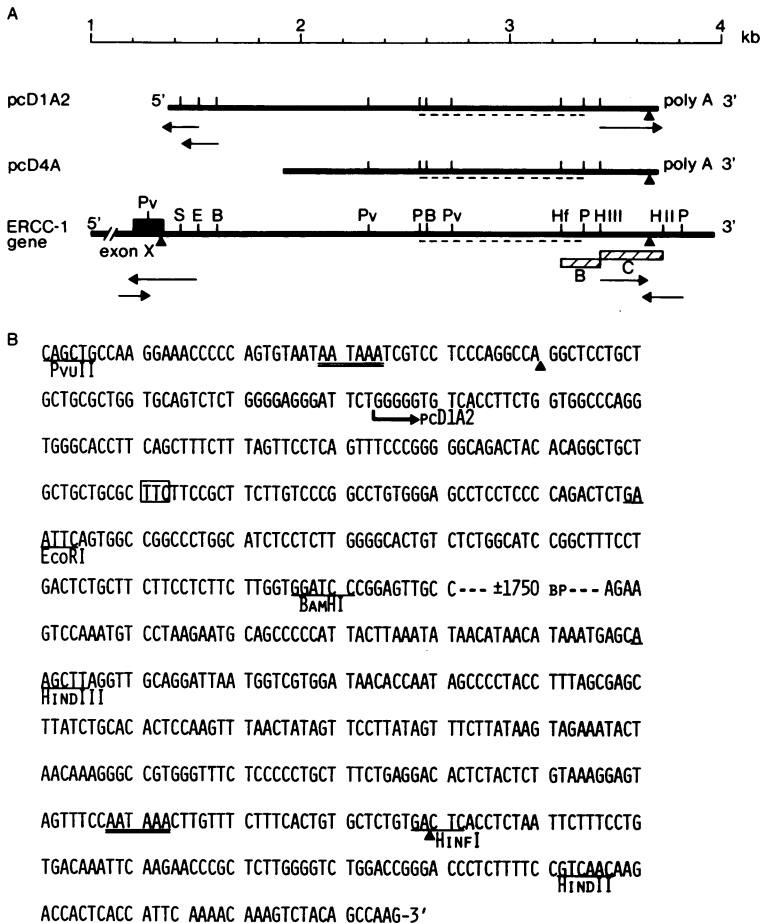 A
1 2 3 4
kb
pcD1A2 5' poly A 3'
pcD4A poly A 3'
Pv S E B Pv P B Pv Hf P HIII HII P
ERCC-1 gene 5' 3'
exon X
B C
B
CAGCTGCCAA GGAAACCCCC CAGTGTAATAA TAAATCGTCC TCCCAGGCCA GGCTCCTGCT
PVUII
GCTGCGCTGG TGCAGTCTCT GGGGAGGGATT TCTGGGGGTG TCACCTTCTG GTGGCCCAGG
PCD1A2
TGGGCACCTT CAGCTTTCTT TAGTTCCTCA GTTTCCCGGG GGCAGACTAC ACAGGCTGCT
GCTGCTGCGC TTCTTCCGCT TCTTGTCCCG GCCTGTGGGA GCCTCCTCCC CAGACTCTGA
ATTCAGTGGC CGGCCCTGGC ATCTCCTCTT GGGGCACTGT CTCTGGCATC CGGCTTTCCT
ECORI
GACTCTGCTT CTTCCTCTTC TTGGTGGATC CCGGAGTTGC C--- ±1750 BP--- AGAA
BAMHI
GTCCAAATGT CCTAAGAATG CAGCCCCCAT TACTTAAATA TAACATAACA TAAATGAGCA
AGCTTAGGTT GCAGGATTAA TGGTCGTGGA TAACACCAAT AGCCCCTACC TTTAGCGAGC
HINDIII
TTATCTGCAC ACTCCAAGTT TAACTATAGT TCCTTATAGT TTCTTATAAG TAGAAATACT
AACAAAGGGC CGTGGGTTTC TCCCCCTGCT TTCTGAGGAC ACTCTACTCT GTAAAGGAGT
AGTTTCCAAT AAACTTGTTT CTTTCACTGT GCTCTGTGAC TCACCTCTAA TTCTTTCCTG
HINFI
TGACAAATTC AAGAACCCGC TCTTGGGGTC TGGACCGGGA CCCTCTTTTC CGTCAACAAG
HINDII
ACCACTCACC ATTCAAAAAC AAAGTCTACA GCCAAG-3'